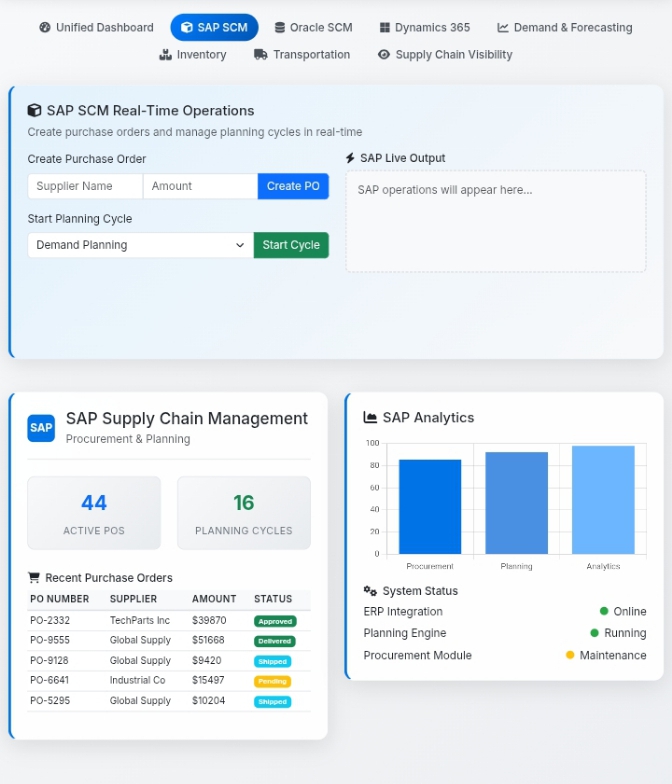 Unified Dashboard SAP SCM Oracle SCM Dynamics 365 Demand & Forecasting
Inventory Transportation Supply Chain Visibility
SAP SCM Real-Time Operations
Create purchase orders and manage planning cycles in real-time
Create Purchase Order
Supplier Name Amount Create PO
Start Planning Cycle
Demand Planning Start Cycle
SAP Live Output
SAP operations will appear here...
SAP
SAP Supply Chain Management
Procurement & Planning
44 16
ACTIVE POS PLANNING CYCLES
Recent Purchase Orders
PO NUMBER SUPPLIER AMOUNT STATUS
PO-2332 TechParts Inc $39870 Approved
PO-9555 Global Supply $51668 Delivered
PO-9128 Global Supply $9420 Shipped
PO-6641 Industrial Co $15497 Pending
PO-5295 Global Supply $10204 Shipped
SAP Analytics
100
80
60
40
20
0
Procurement Planning Analytics
System Status
ERP Integration Online
Planning Engine Running
Procurement Module Maintenance